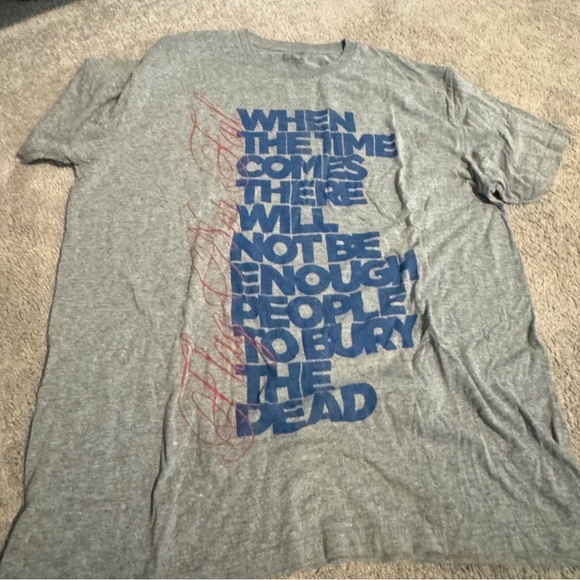 WHEN
THE TIME
COMES
THERE
WILL
NOT BE
ENOUGH
PEOPLE
TO BURY
THE
DEAD